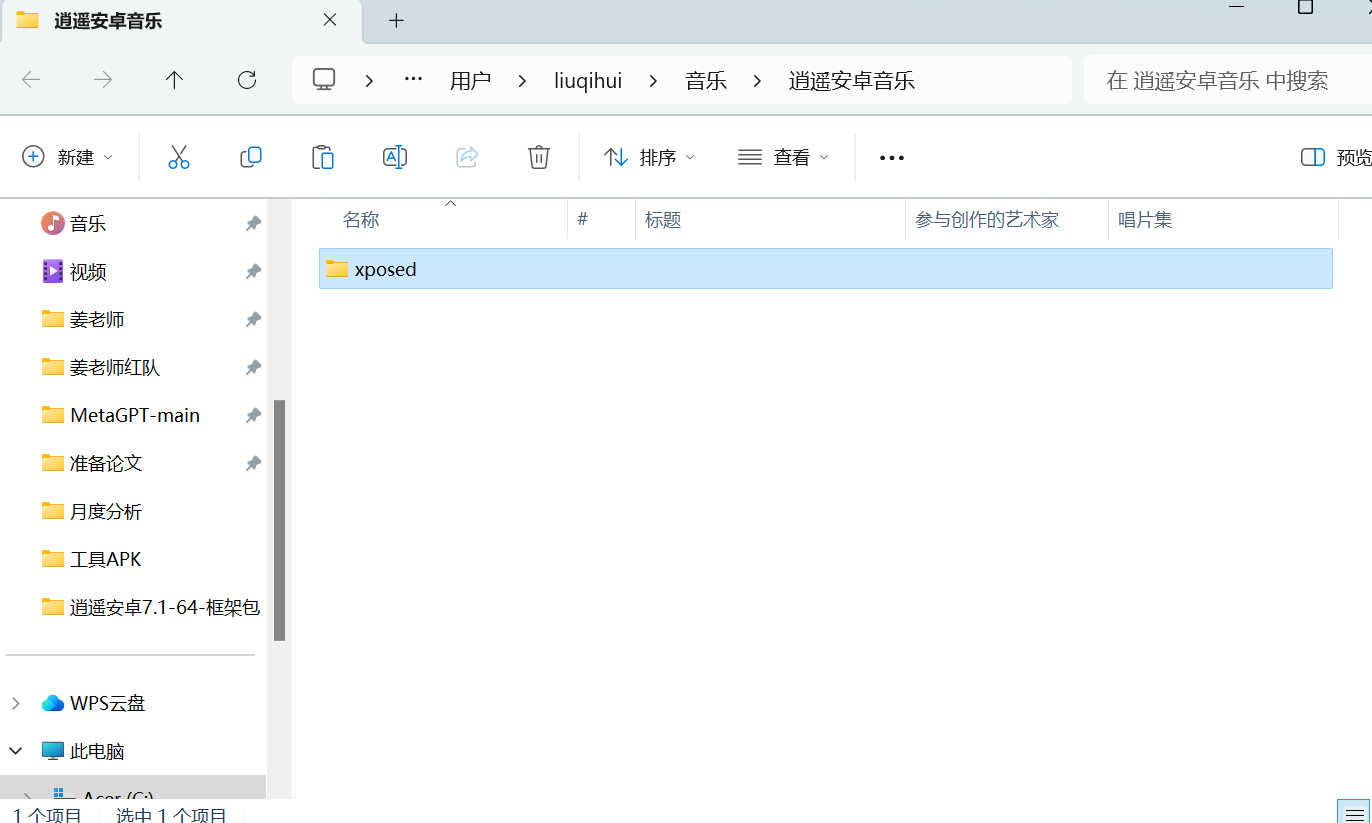 逍遥安卓音乐
用户 liuqihui 音乐 逍遥安卓音乐 在 逍遥安卓音乐 中搜索
新建 排序 查看 ••• 预览
名称 # 标题 参与创作的艺术家 唱片集
音乐
xposed
视频
姜老师
姜老师红队
MetaGPT-main
准备论文
月度分析
工具APK
逍遥安卓7.1-64-框架包
WPS云盘
此电脑
Acer (C:)
1 个项目 选中 1 个项目